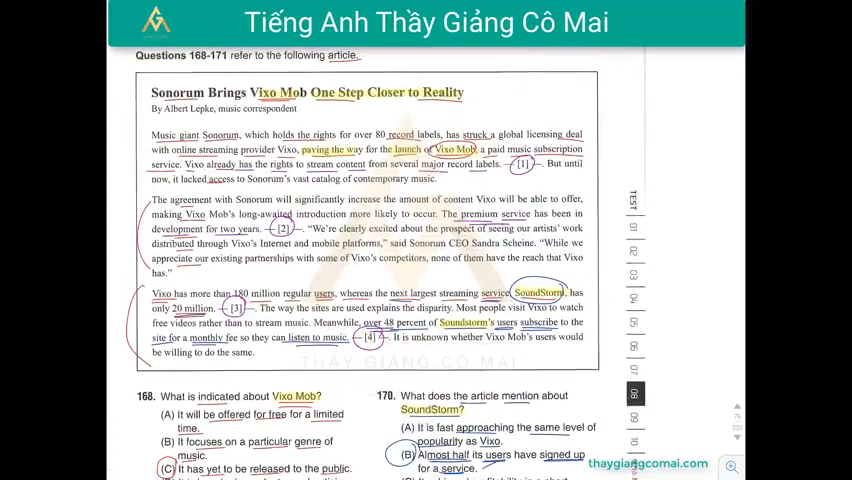 Tiếng Anh Thầy Giảng Cô Mai
Questions 168-171 refer to the following article.
Sonorum Brings Vixo Mob One Step Closer to Reality
By Albert Lepke, music correspondent
Music giant Sonorum, which holds the rights for over 80 record labels, has struck a global licensing deal
with online streaming provider Vixo, paving the way for the launch of Vixo Mob, a paid music subscription
service. Vixo already has the rights to stream content from several major record labels. —[1]—. But until
now, it lacked access to Sonorum's vast catalog of contemporary music.
The agreement with Sonorum will significantly increase the amount of content Vixo will be able to offer,
making Vixo Mob's long-awaited introduction more likely to occur. The premium service has been in
development for two years. —[2]—. “We're clearly excited about the prospect of seeing our artists' work
distributed through Vixo's Internet and mobile platforms,” said Sonorum CEO Sandra Scheine. “While we
appreciate our existing partnerships with some of Vixo's competitors, none of them have the reach that Vixo
has.”
Vixo has more than 180 million regular users, whereas the next largest streaming service, SoundStorm, has
only 20 million. —[3]—. The way the sites are used explains the disparity. Most people visit Vixo to watch
free videos rather than to stream music. Meanwhile, over 48 percent of Soundstorm's users subscribe to the
site for a monthly fee so they can listen to music. —[4]—. It is unknown whether Vixo Mob's users would
be willing to do the same.
THẦY GIẢNG.CÔ MAI
168. What is indicated about Vixo Mob?
(A) It will be offered for free for a limited
time.
(B) It focuses on a particular genre of
music.
(C) It has yet to be released to the public.
170. What does the article mention about
SoundStorm?
(A) It is fast approaching the same level of
popularity as Vixo.
(B) Almost half its users have signed up
for a service.
TEST
01
02
03
04
05
06
07
08
09
10
74
220
thaygiangcomai.com